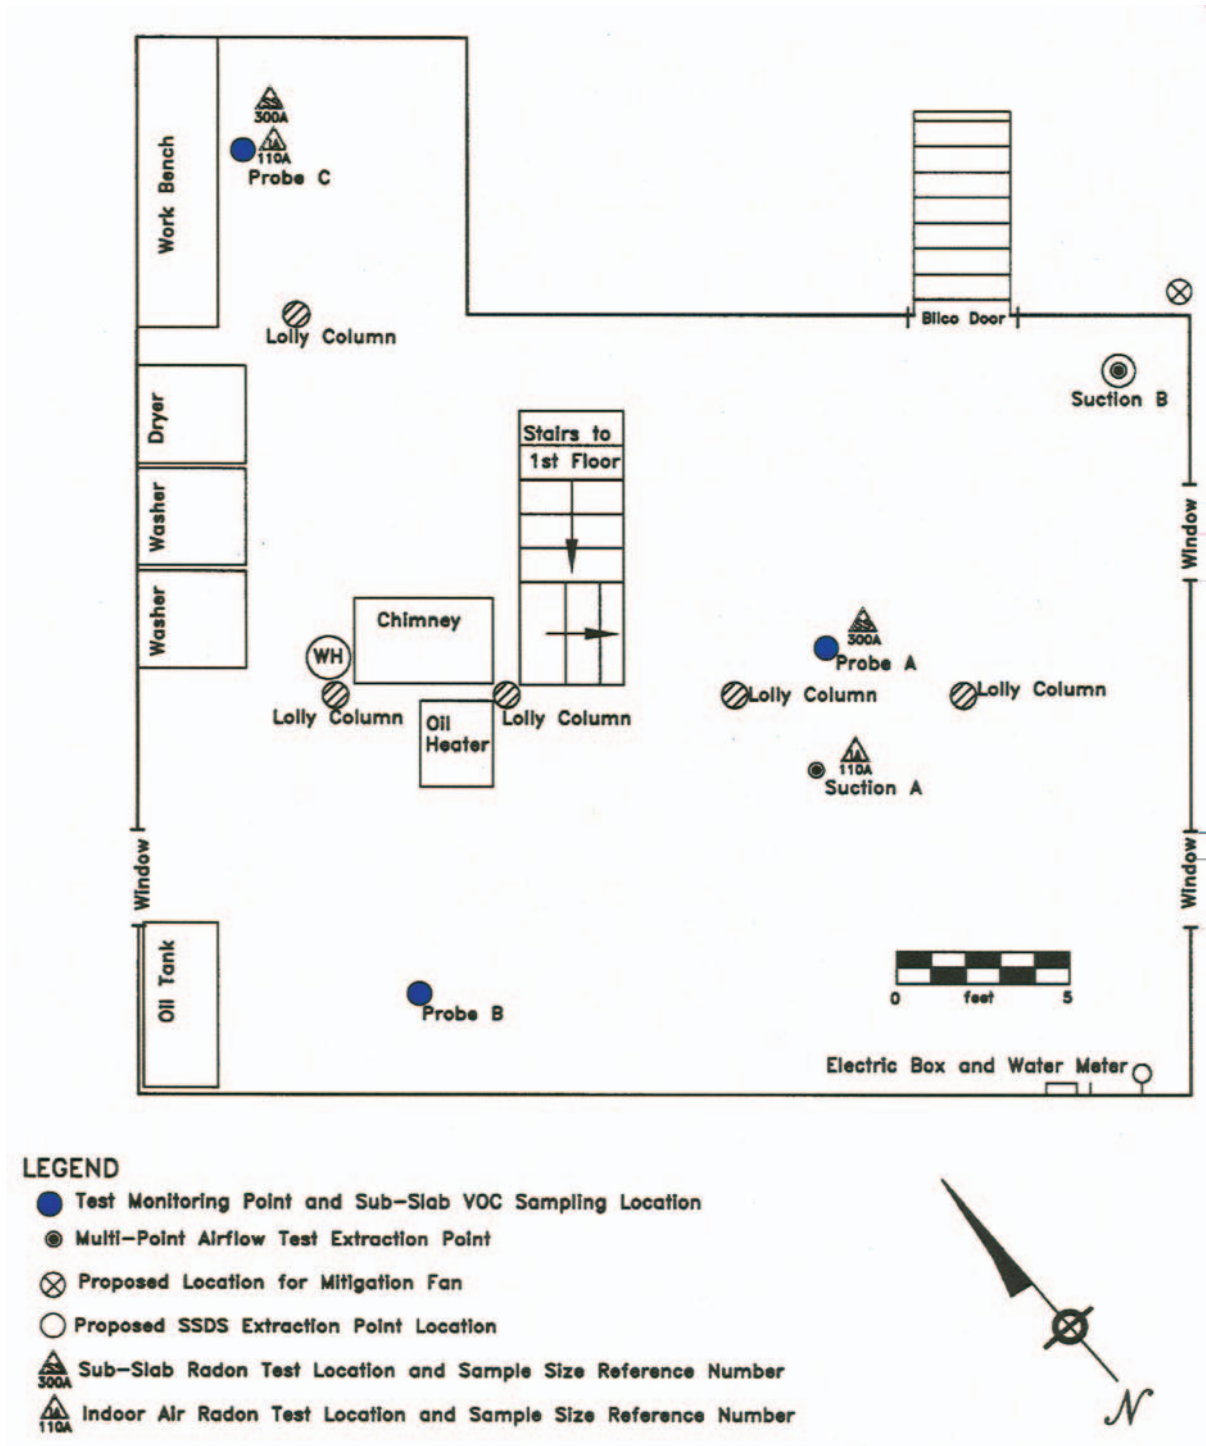 300A
110A
Probe C
Work Bench
Lolly Column
Bilco Door
Suction B
Dryer
Stairs to
1st Floor
Washer
Window
Washer
Chimney
WH
300A
Probe A
Lolly Column
Lolly Column
Lolly Column
Lolly Column
Oil
Heater
110A
Suction A
Window
Window
Oil Tank
Probe B
0 feet 5
Electric Box and Water Meter
LEGEND
Test Monitoring Point and Sub-Slab VOC Sampling Location
Multi-Point Airflow Test Extraction Point
Proposed Location for Mitigation Fan
Proposed SSDS Extraction Point Location
300A Sub-Slab Radon Test Location and Sample Size Reference Number
110A Indoor Air Radon Test Location and Sample Size Reference Number
N